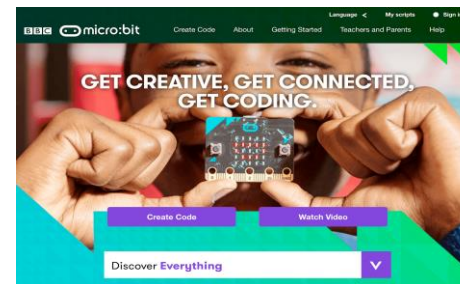 Language < My scripts Sign i
BBC micro:bit Create Code About Getting Started Teachers and Parents Help
GET CREATIVE, GET CONNECTED,
GET CODING.
Create Code Watch Video
Discover Everything